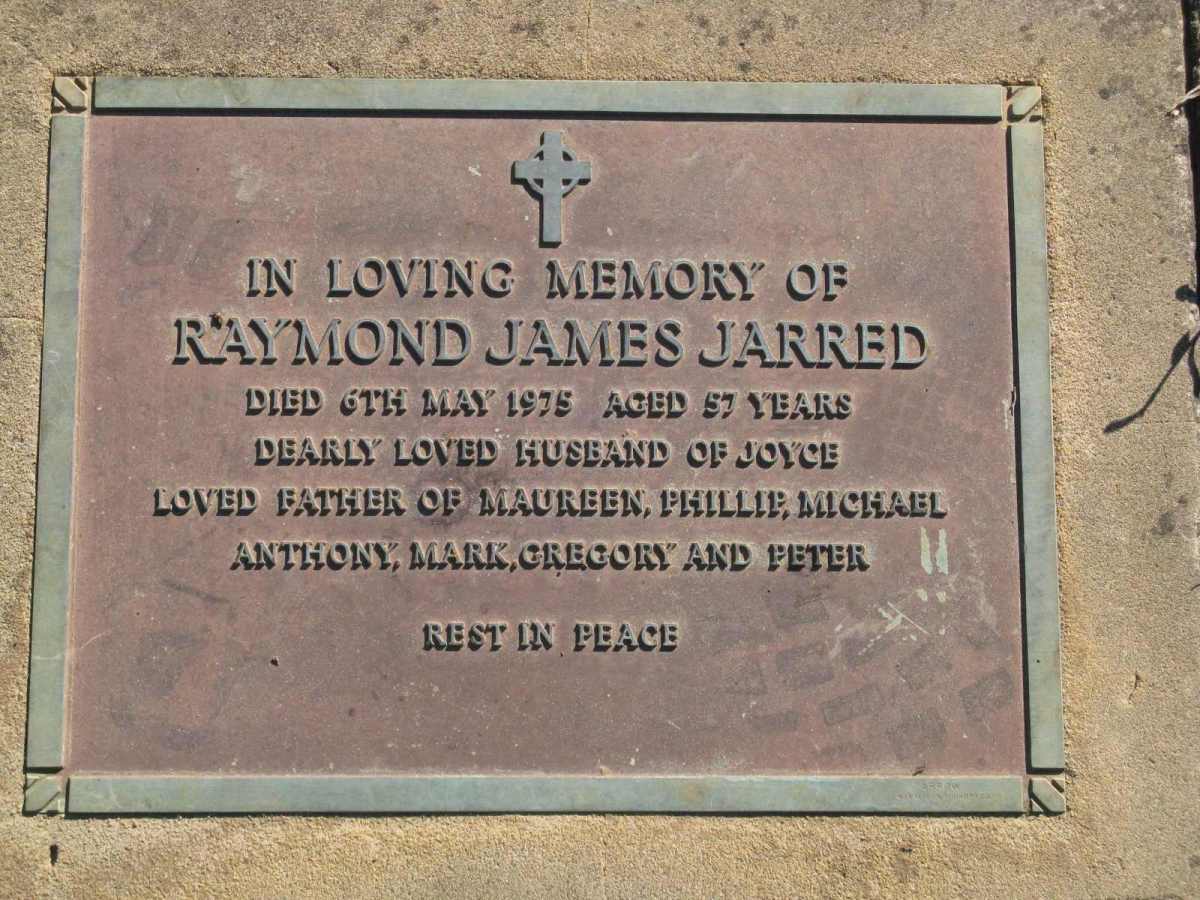 IN LOVING MEMORY OF
RAYMOND JAMES JARRED
DIED 6TH MAY 1975 AGED 57 YEARS
DEARLY LOVED HUSBAND OF JOYCE
LOVED FATHER OF MAUREEN, PHILLIP, MICHAEL
ANTHONY, MARK, GREGORY AND PETER
REST IN PEACE